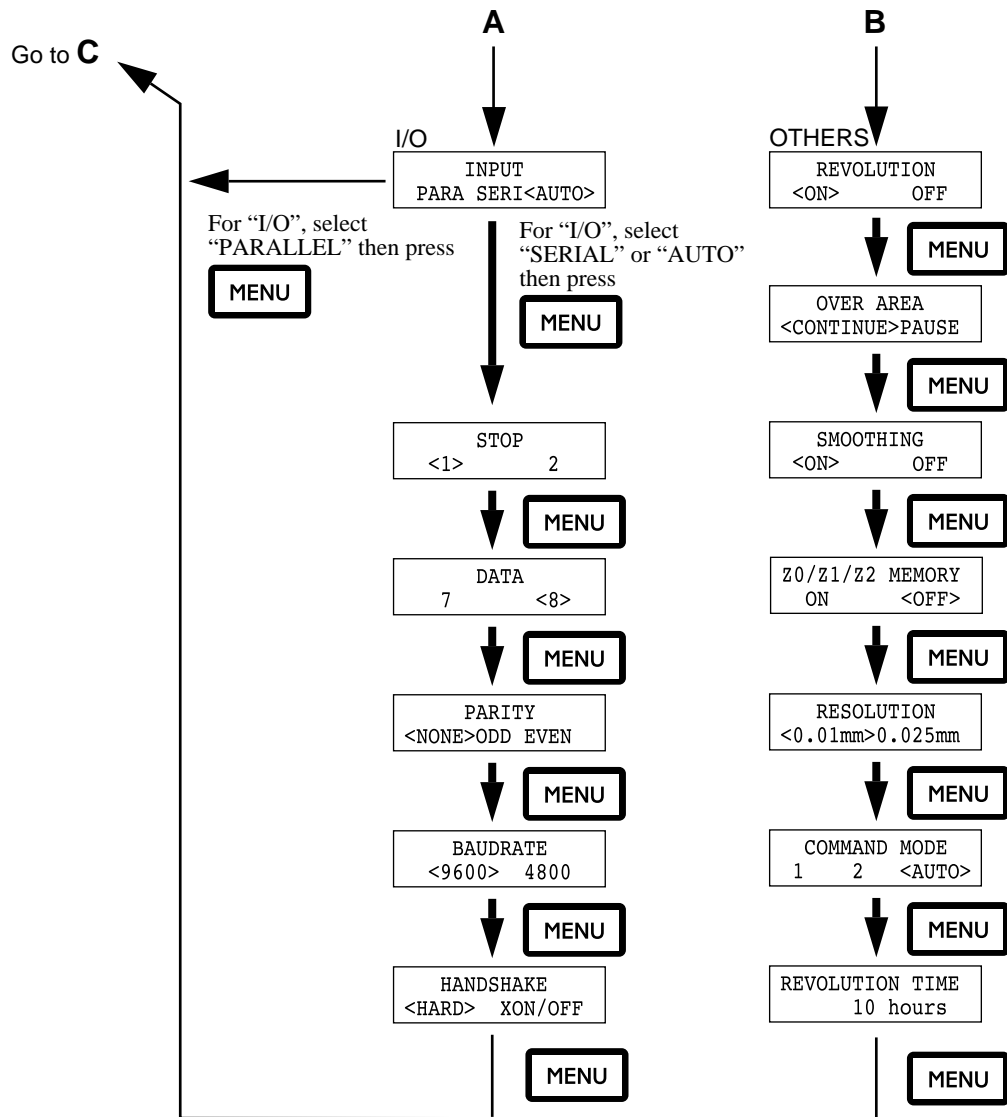 Go to C
A
I/O
INPUT
PARA SERI<AUTO>
For “I/O”, select
“PARALLEL” then press
MENU
For “I/O”, select
“SERIAL” or “AUTO”
then press
MENU
STOP
<1> 2
MENU
DATA
7 <8>
MENU
PARITY
<NONE>ODD EVEN
MENU
BAUDRATE
<9600> 4800
MENU
HANDSHAKE
<HARD> XON/OFF
MENU
B
OTHERS
REVOLUTION
<ON> OFF
MENU
OVER AREA
<CONTINUE>PAUSE
MENU
SMOOTHING
<ON> OFF
MENU
Z0/Z1/Z2 MEMORY
ON <OFF>
MENU
RESOLUTION
<0.01mm>0.025mm
MENU
COMMAND MODE
1 2 <AUTO>
MENU
REVOLUTION TIME
10 hours
MENU